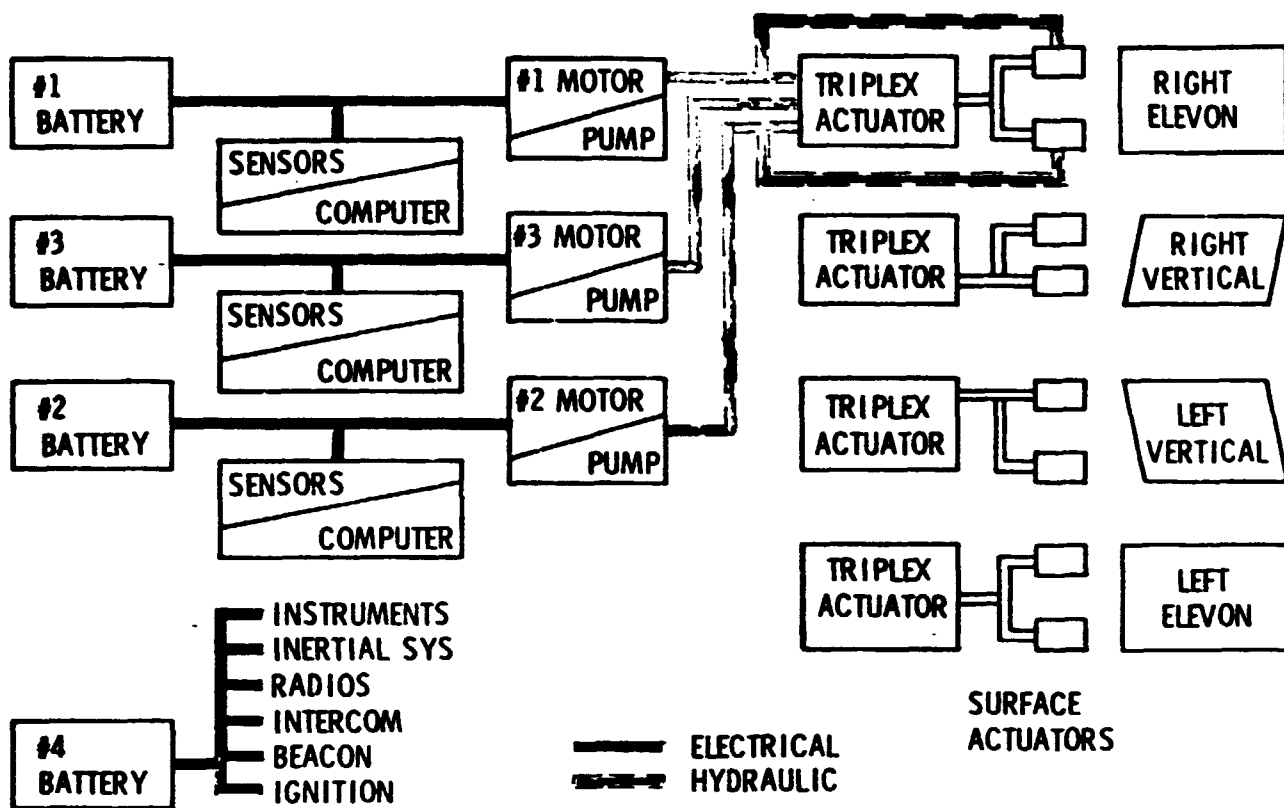 #1
BATTERY
SENSORS
COMPUTER
#1 MOTOR
PUMP
TRIPLEX
ACTUATOR
RIGHT
ELEVON
#3
BATTERY
SENSORS
COMPUTER
#3 MOTOR
PUMP
TRIPLEX
ACTUATOR
RIGHT
VERTICAL
#2
BATTERY
SENSORS
COMPUTER
#2 MOTOR
PUMP
TRIPLEX
ACTUATOR
LEFT
VERTICAL
TRIPLEX
ACTUATOR
LEFT
ELEVON
#4
BATTERY
INSTRUMENTS
INERTIAL SYS
RADIOS
INTERCOM
BEACON
IGNITION
ELECTRICAL
HYDRAULIC
SURFACE
ACTUATORS